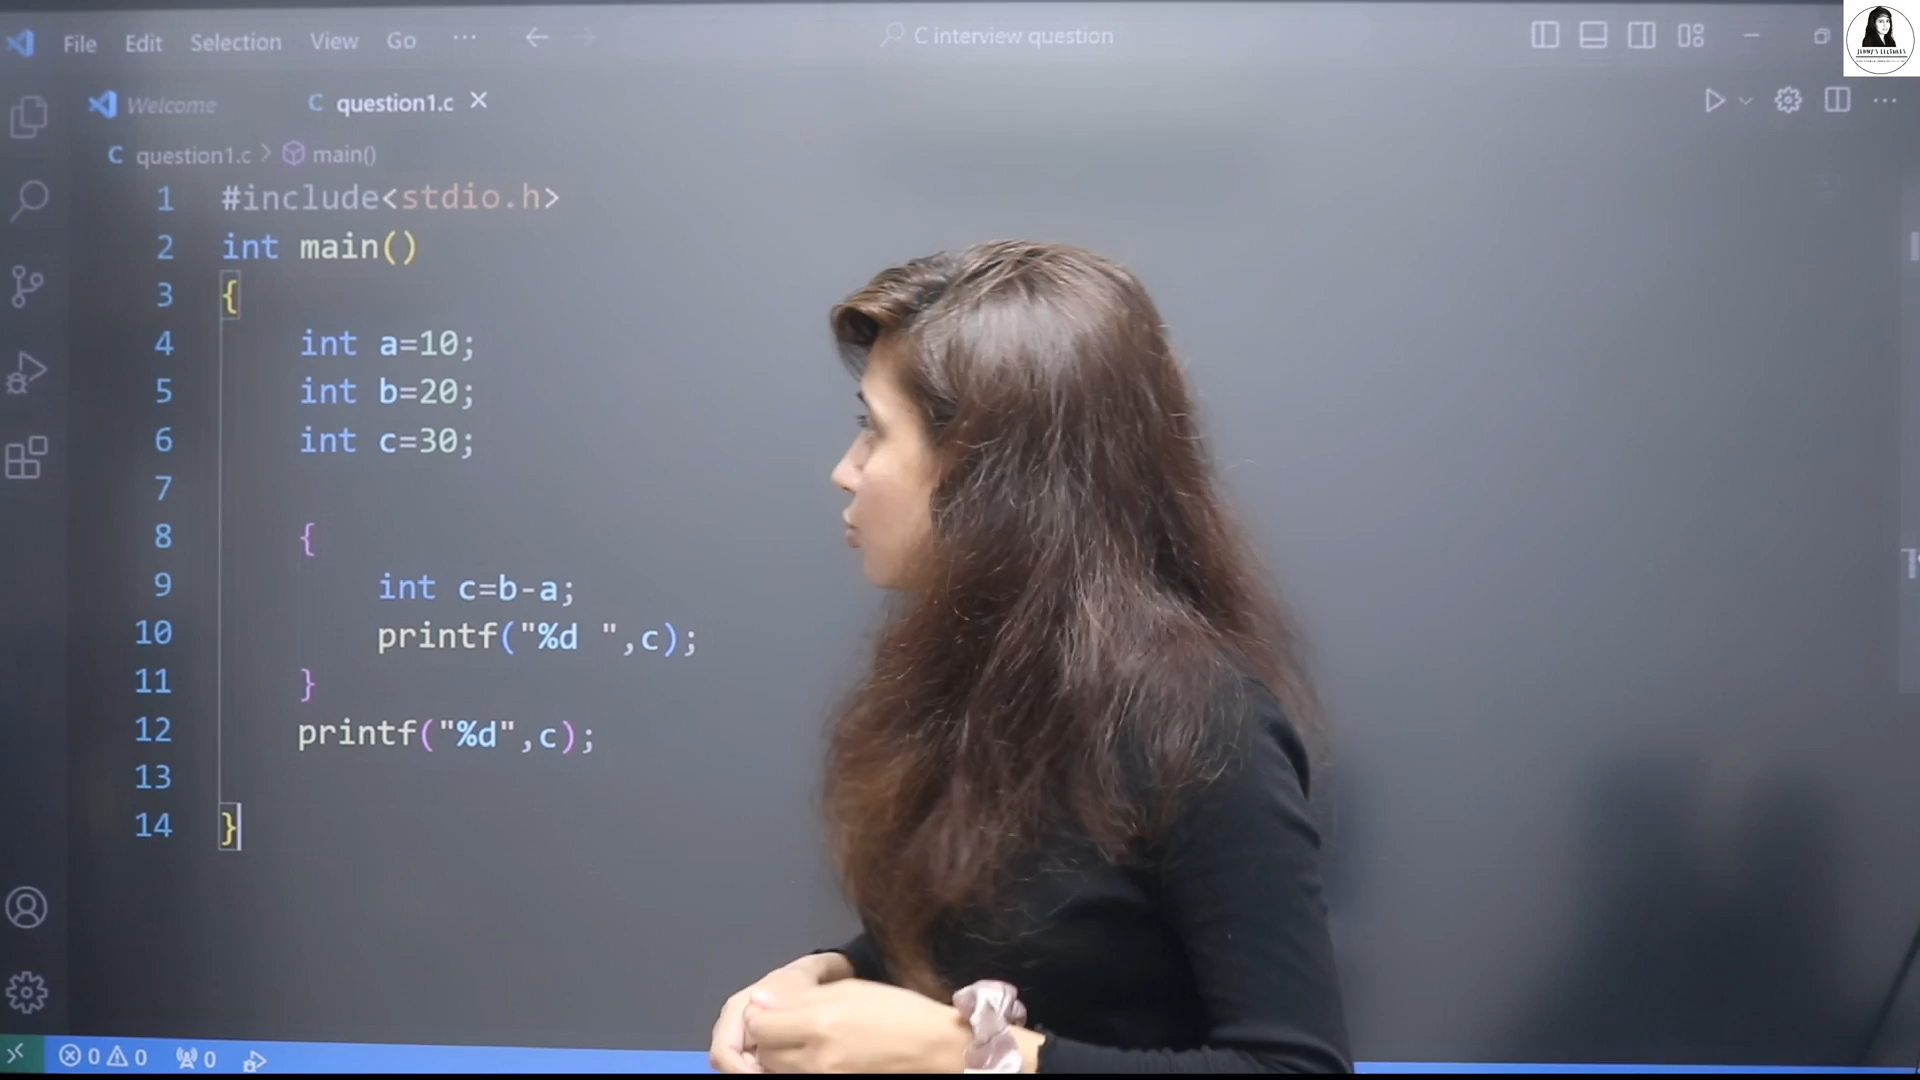 File Edit Selection View Go ... C interview question
JENNY'S LECTURES
Welcome C question1.c
C question1.c > main()
1 #include<stdio.h>
2 int main()
3 {
4 int a=10;
5 int b=20;
6 int c=30;
7
8 {
9 int c=b-a;
10 printf("%d ",c);
11 }
12 printf("%d",c);
13
14 }
0 0 0